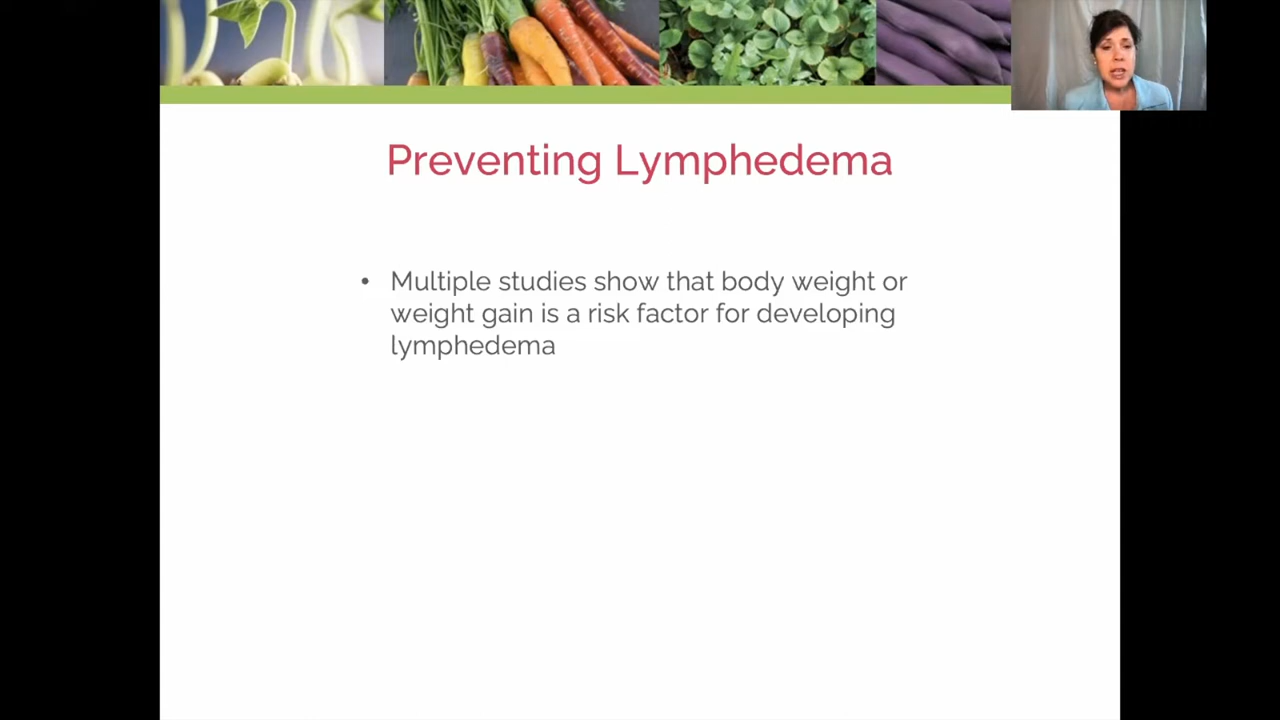 Preventing Lymphedema
• Multiple studies show that body weight or
weight gain is a risk factor for developing
lymphedema